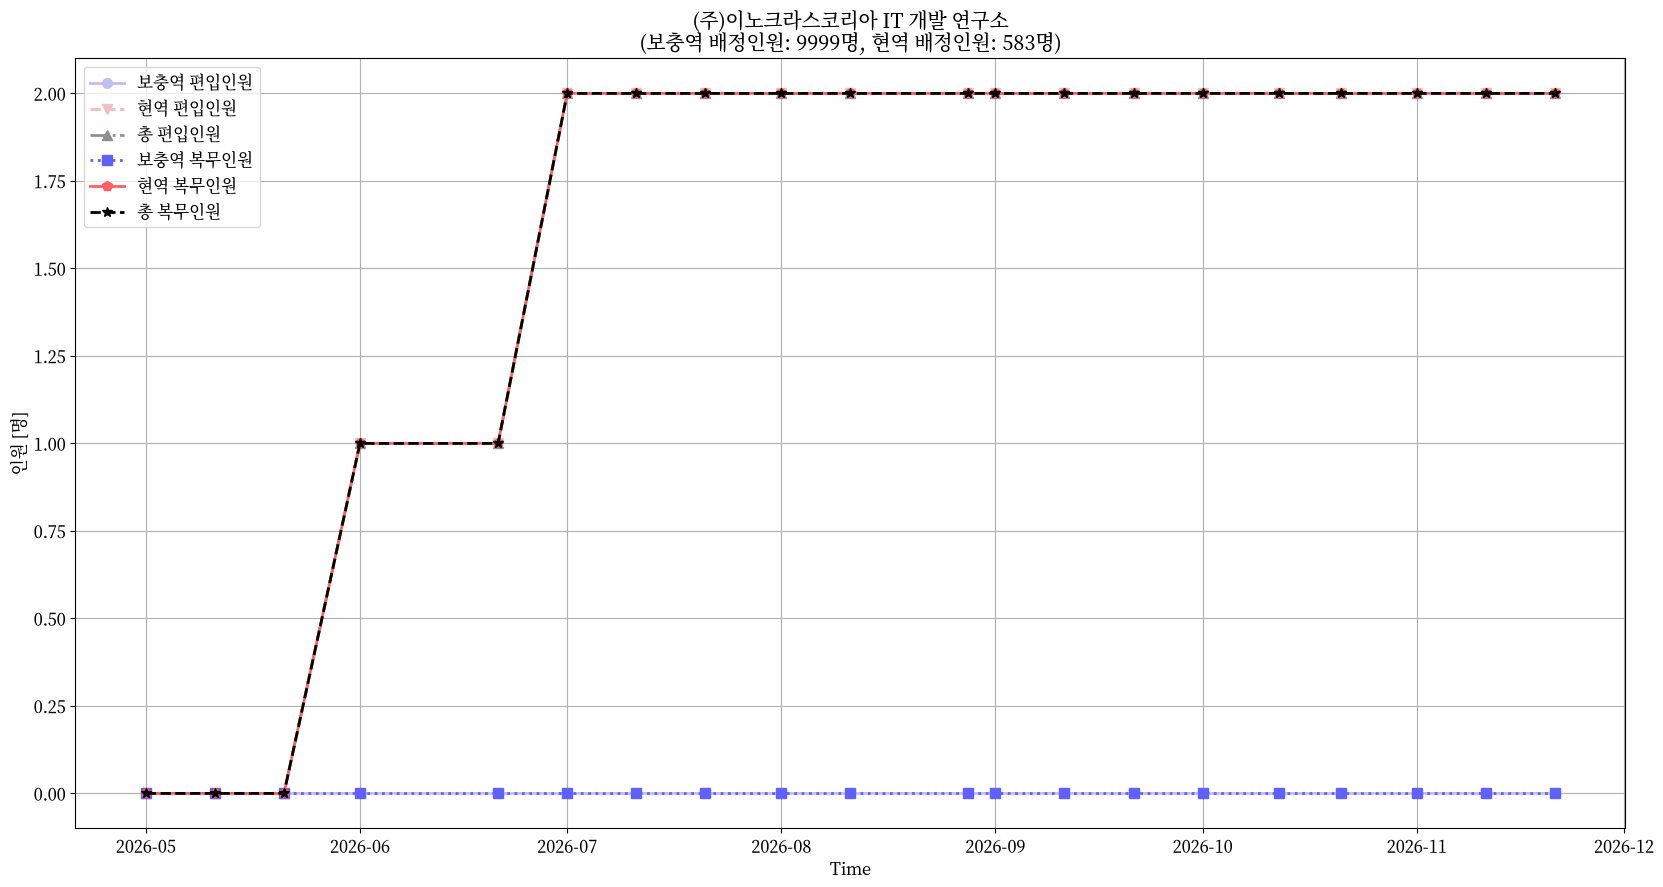 (주)이노크라스코리아 IT 개발 연구소
(보충역 배정인원: 9999명, 현역 배정인원: 583명)
보충역 편입인원
현역 편입인원
총 편입인원
보충역 복무인원
현역 복무인원
총 복무인원
2.00
1.75
1.50
1.25
1.00
0.75
0.50
0.25
0.00
인원 [명]
2026-05 2026-06 2026-07 2026-08 2026-09 2026-10 2026-11 2026-12
Time